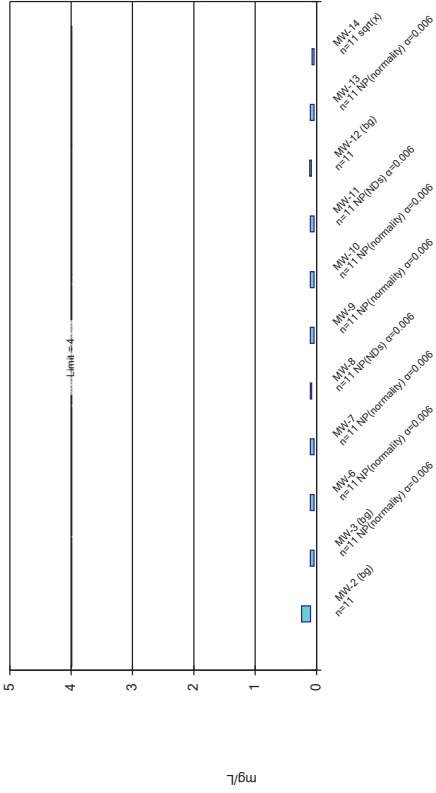 5
4
3
2
1
0
mg/L
Limit = 4
MW-2 (bg)
n=11
MW-3 (bg)
n=11 NP(normality) α=0.006
MW-6
n=11 NP(normality) α=0.006
MW-7
n=11 NP(normality) α=0.006
MW-8
n=11 NP(NDs) α=0.006
MW-9
n=11 NP(normality) α=0.006
MW-10
n=11 NP(normality) α=0.006
MW-11
n=11 NP(NDs) α=0.006
MW-12 (bg)
n=11
MW-13
n=11 NP(normality) α=0.006
MW-14
n=11 sqrt(x)